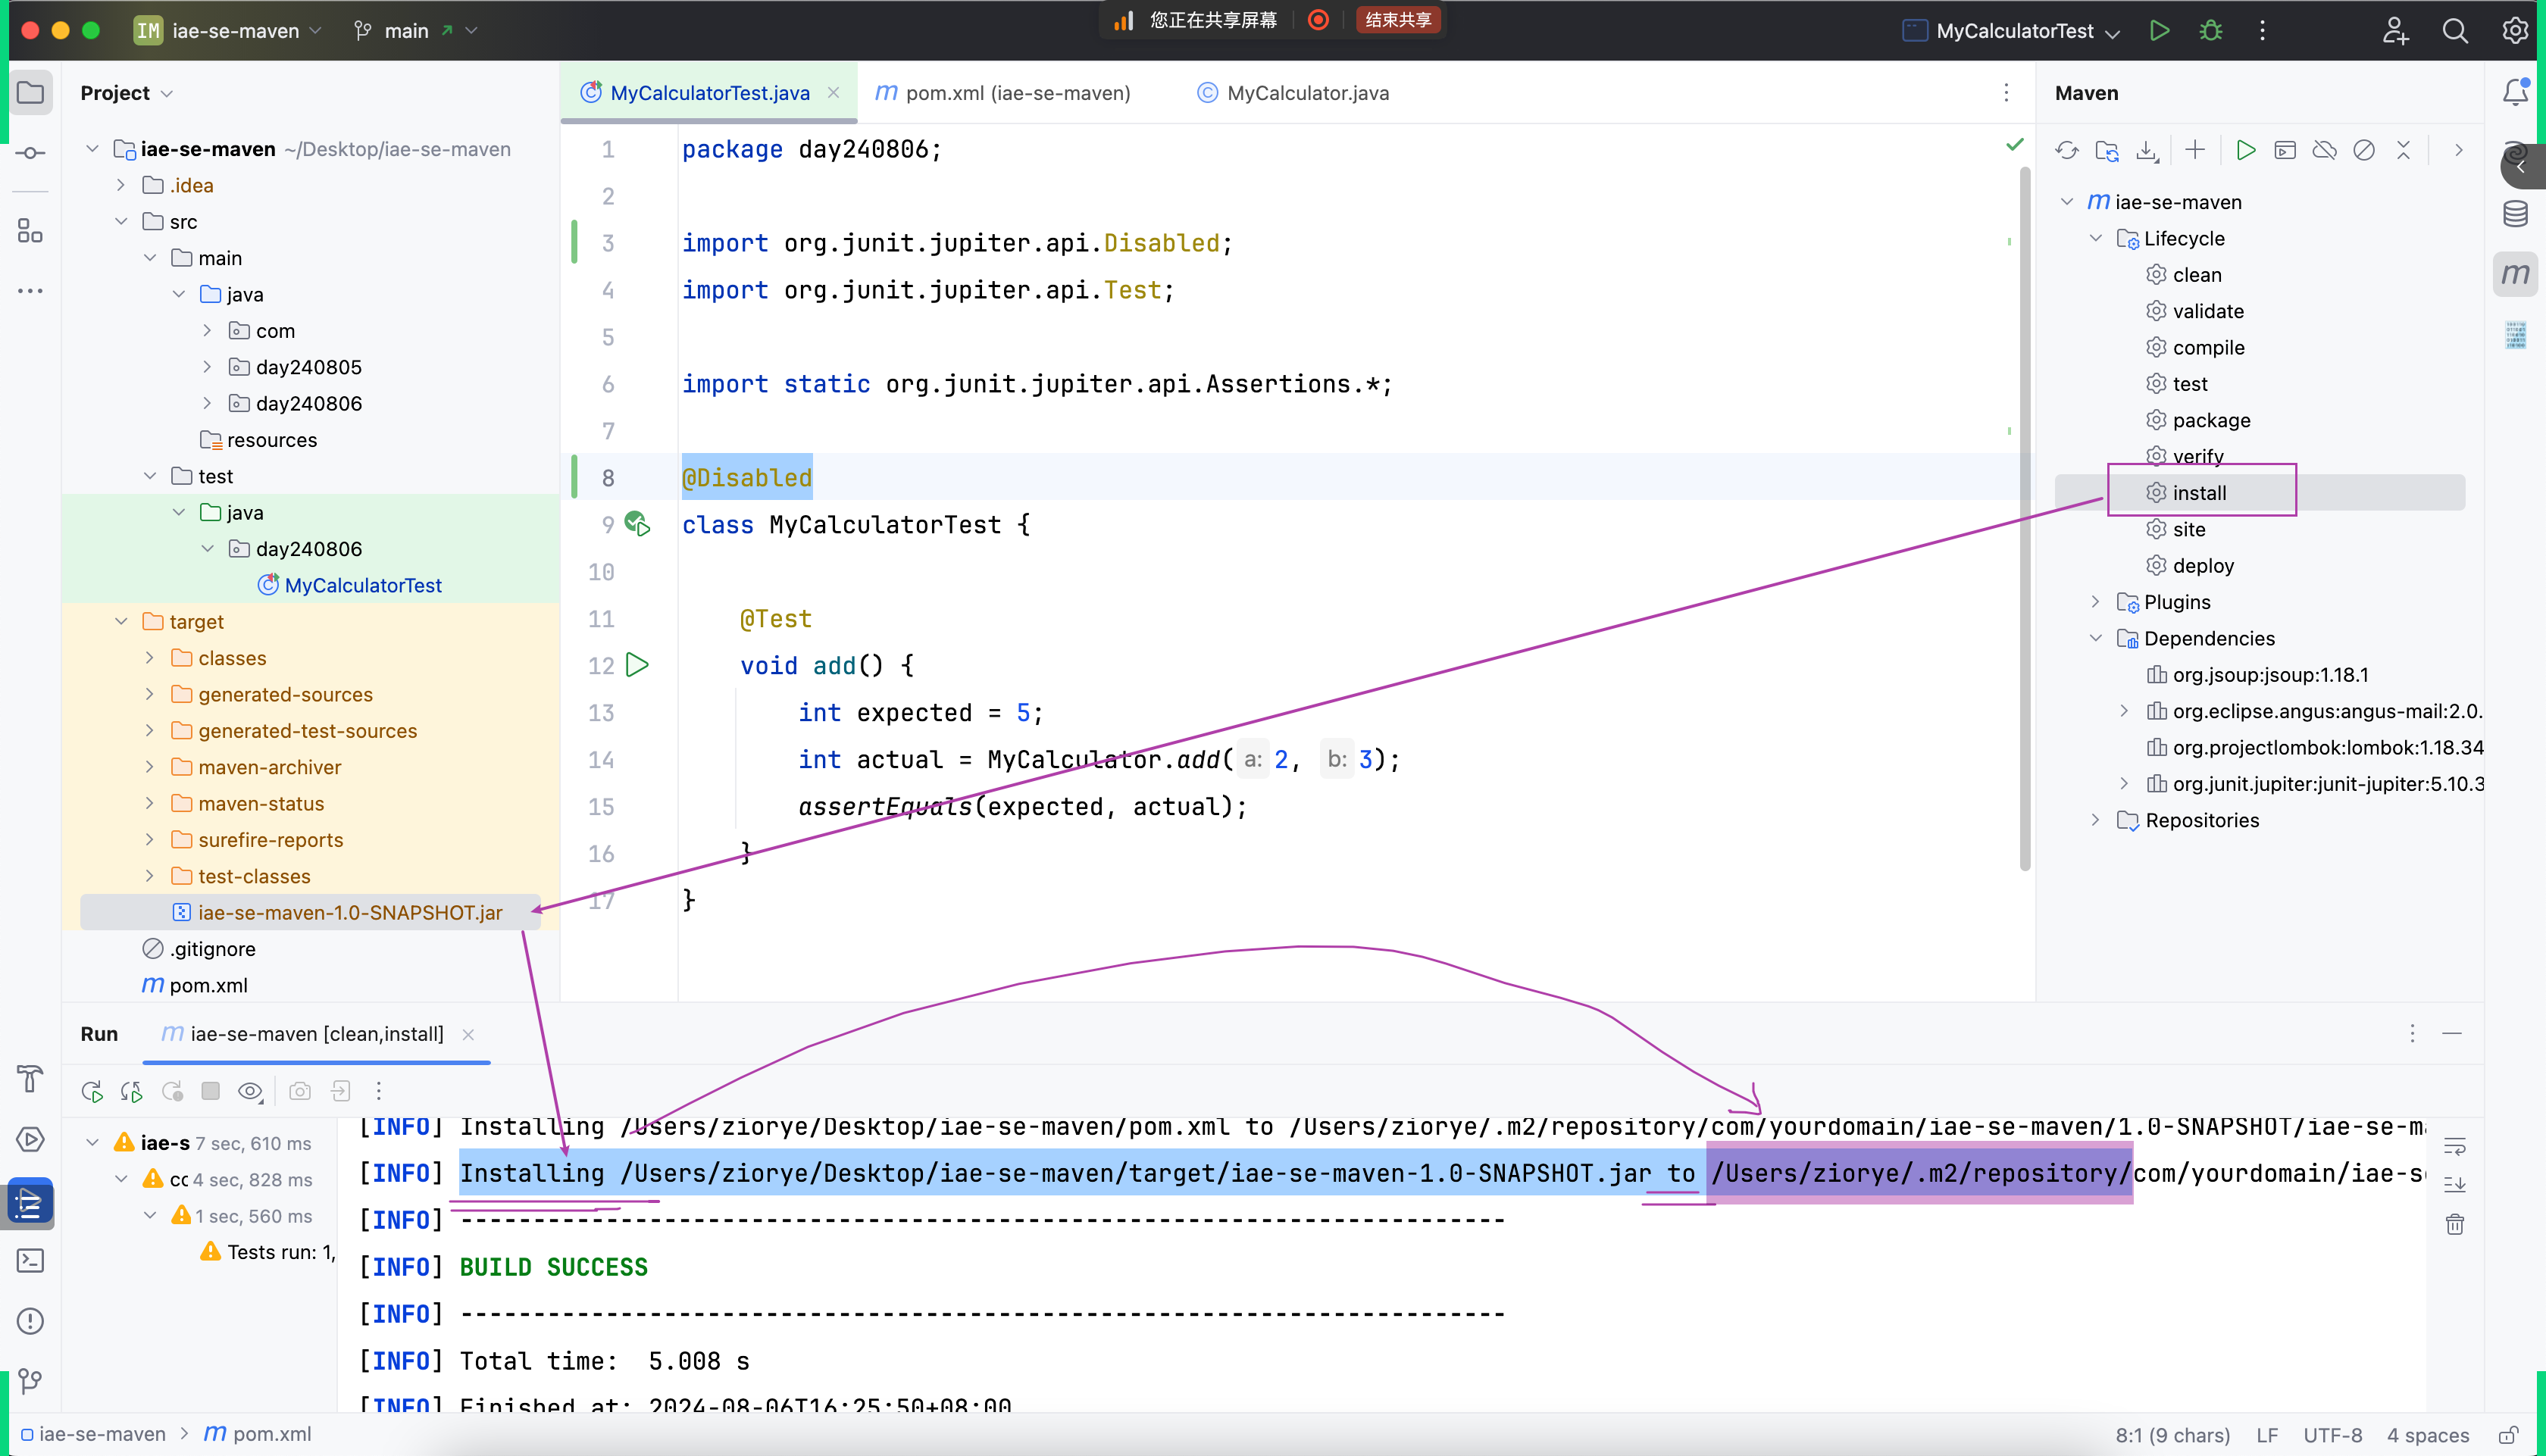 IM iae-se-maven
main
您正在共享屏幕
结束共享
MyCalculatorTest
Project
iae-se-maven ~/Desktop/iae-se-maven
.idea
src
main
java
com
day240805
day240806
resources
test
java
day240806
MyCalculatorTest
target
classes
generated-sources
generated-test-sources
maven-archiver
maven-status
surefire-reports
test-classes
iae-se-maven-1.0-SNAPSHOT.jar
.gitignore
m pom.xml
MyCalculatorTest.java
m pom.xml (iae-se-maven)
MyCalculator.java
1 package day240806;
2
3 import org.junit.jupiter.api.Disabled;
4 import org.junit.jupiter.api.Test;
5
6 import static org.junit.jupiter.api.Assertions.*;
7
8 @Disabled
9 class MyCalculatorTest {
10
11 @Test
12 void add() {
13 int expected = 5;
14 int actual = MyCalculator.add( a: 2, b: 3);
15 assertEquals(expected, actual);
16 }
17 }
Maven
m iae-se-maven
Lifecycle
clean
validate
compile
test
package
verify
install
site
deploy
Plugins
Dependencies
org.jsoup:jsoup:1.18.1
org.eclipse.angus:angus-mail:2.0.
org.projectlombok:lombok:1.18.34
org.junit.jupiter:junit-jupiter:5.10.3
Repositories
m
Run
m iae-se-maven [clean,install]
iae-s 7 sec, 610 ms
cc 4 sec, 828 ms
1 sec, 560 ms
Tests run: 1,
[INFO] Installing /Users/ziorye/Desktop/iae-se-maven/pom.xml to /Users/ziorye/.m2/repository/com/yourdomain/iae-se-maven/1.0-SNAPSHOT/iae-se-ma
[INFO] Installing /Users/ziorye/Desktop/iae-se-maven/target/iae-se-maven-1.0-SNAPSHOT.jar to /Users/ziorye/.m2/repository/com/yourdomain/iae-se
[INFO] ------------------------------------------------------------------------
[INFO] BUILD SUCCESS
[INFO] ------------------------------------------------------------------------
[INFO] Total time:  5.008 s
[INFO] Finished at: 2024-08-06T16:25:50+08:00
iae-se-maven > m pom.xml
8:1 (9 chars) LF UTF-8 4 spaces